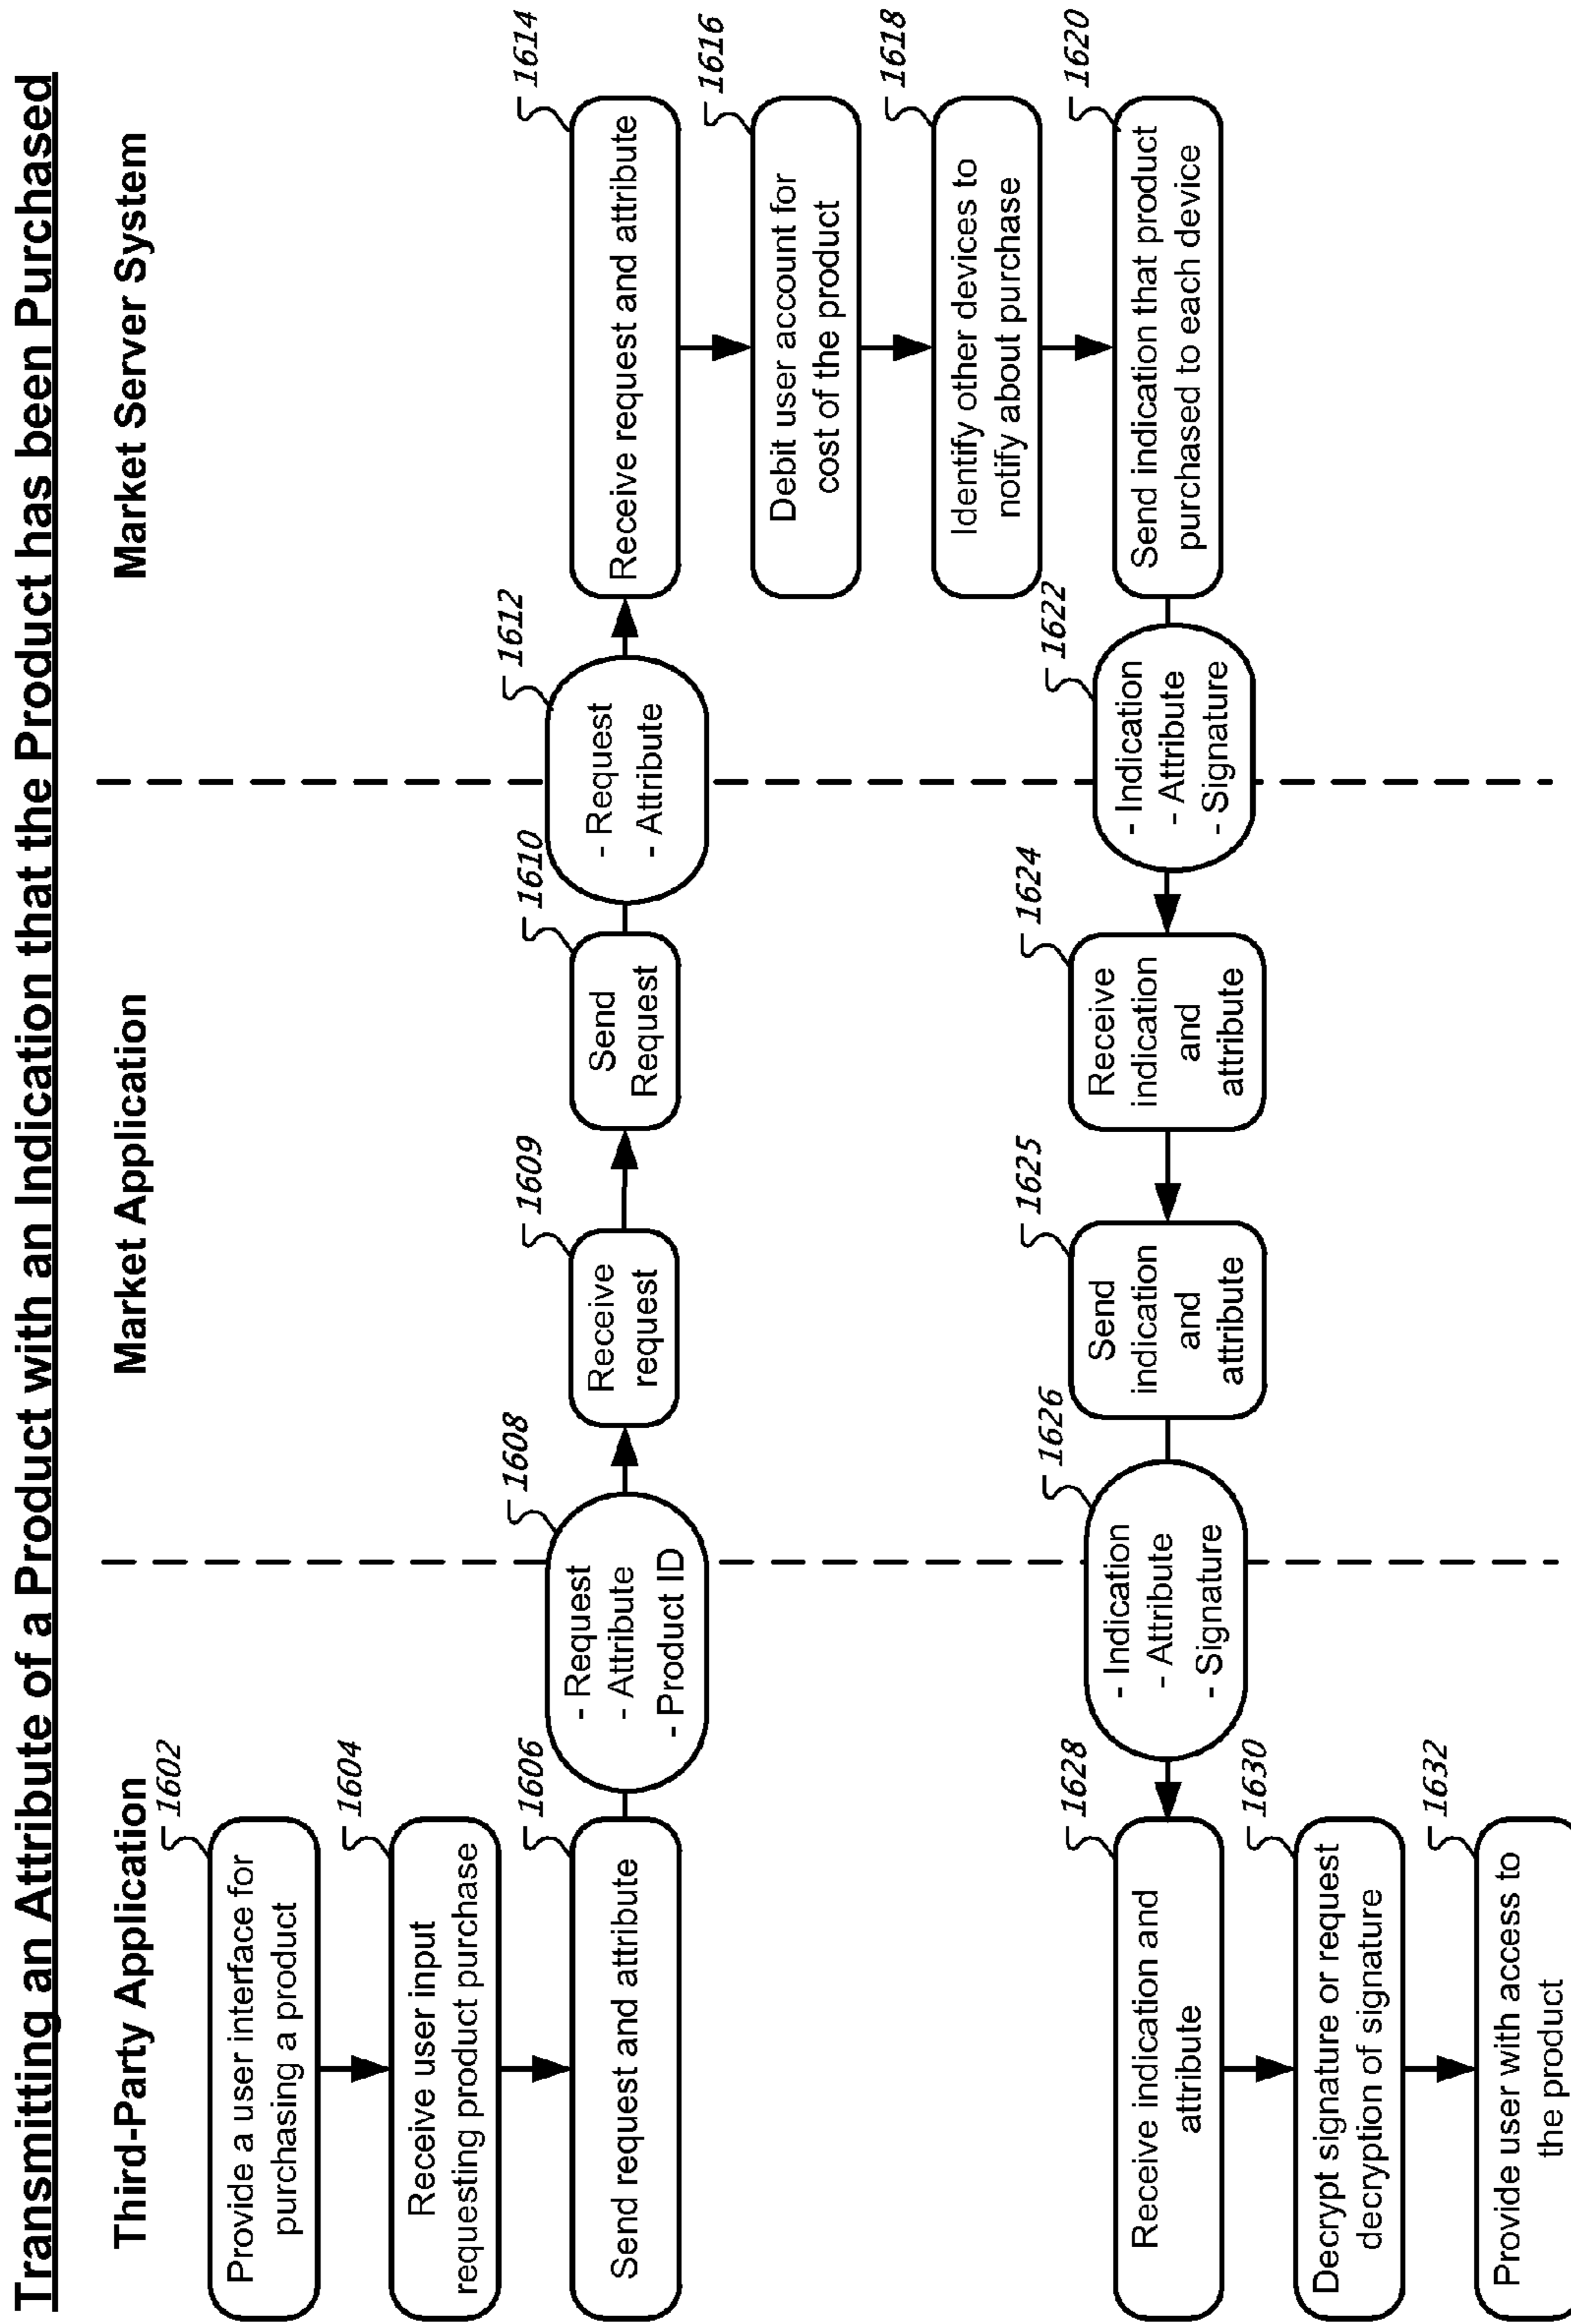 Transmitting an Attribute of a Product with an Indication that the Product has been Purchased
Third-Party Application
Market Application
Market Server System
1602
Provide a user interface for
purchasing a product
1604
Receive user input
requesting product purchase
1606
Send request and attribute
1608
- Request
- Attribute
- Product ID
1609
Receive
request
1610
Send
Request
1612
- Request
- Attribute
1614
Receive request and attribute
1616
Debit user account for
cost of the product
1618
Identify other devices to
notify about purchase
1620
Send indication that product
purchased to each device
1622
- Indication
- Attribute
- Signature
1624
Receive
indication
and
attribute
1625
Send
indication
and
attribute
1626
- Indication
- Attribute
- Signature
1628
Receive indication and
attribute
1630
Decrypt signature or request
decryption of signature
1632
Provide user with access to
the product